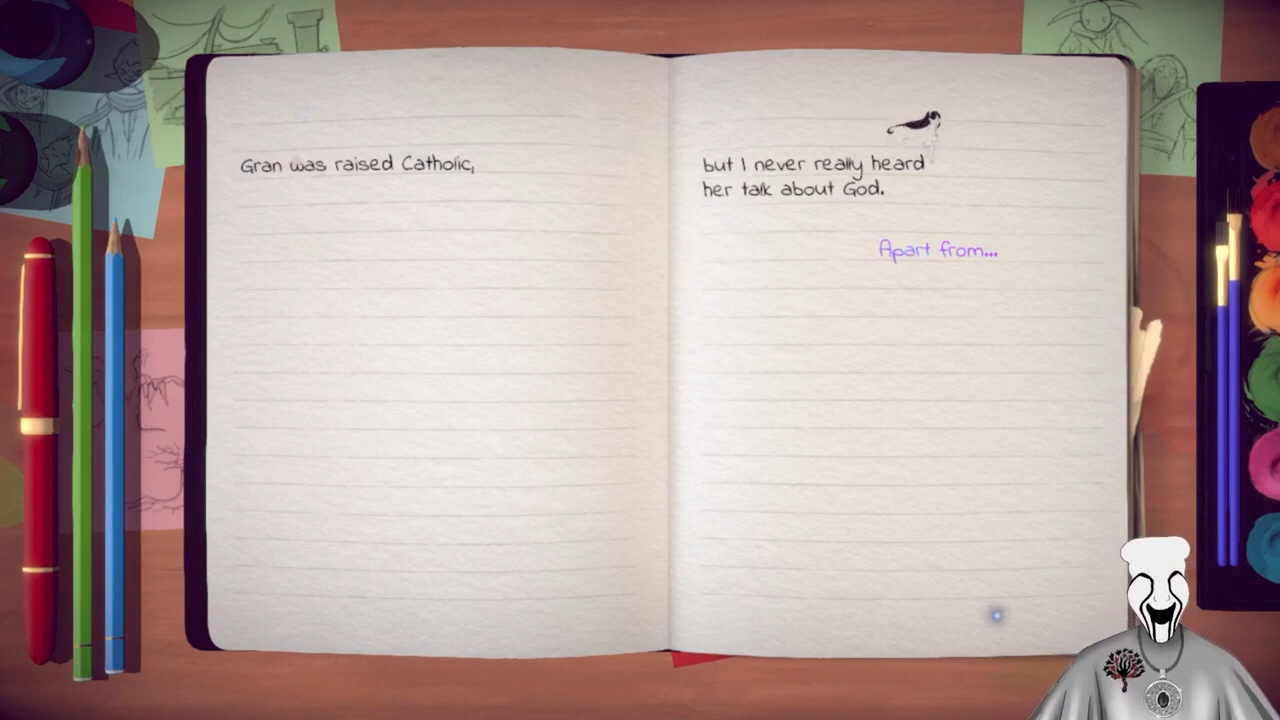 Gran was raised Catholic,
but I never really heard
her talk about God.
Apart from...